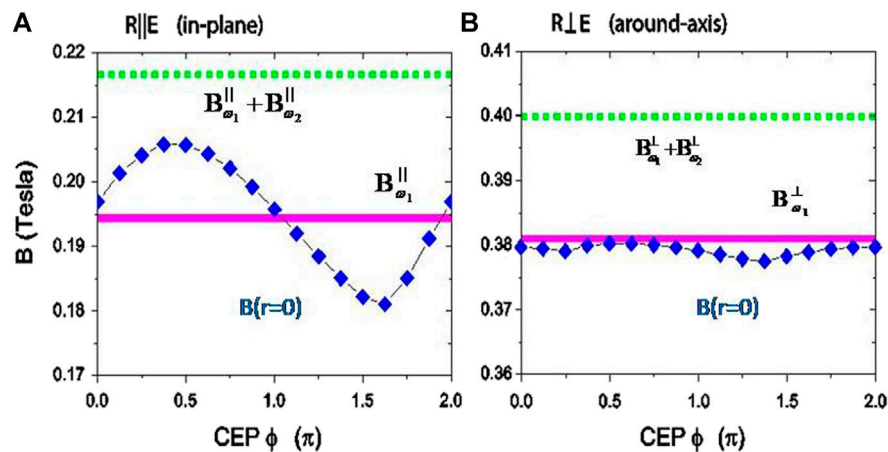 A
R||E (in-plane)
0.22
0.21
0.20
0.19
0.18
0.17
B (Tesla)
B^||_ω1 + B^||_ω2
B^||_ω1
B(r=0)
0.0 0.5 1.0 1.5 2.0
CEP ϕ (π)
B
R⊥E (around-axis)
0.41
0.40
0.39
0.38
0.37
0.36
B^⊥_ω1 + B^⊥_ω2
B^⊥_ω1
B(r=0)
0.0 0.5 1.0 1.5 2.0
CEP ϕ (π)